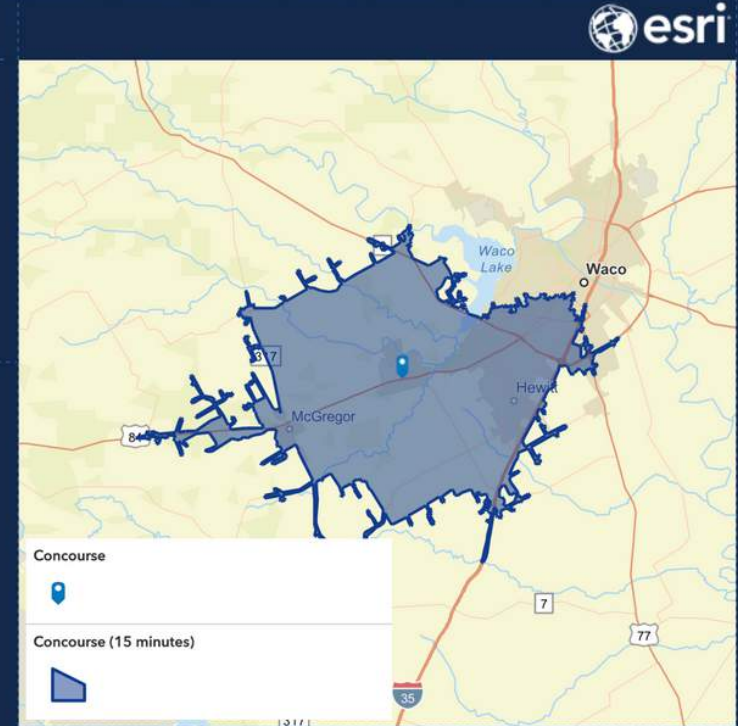 esri
Waco
Lake
Waco
317
Hewitt
McGregor
84
Concourse
7
Concourse (15 minutes)
77
35
317